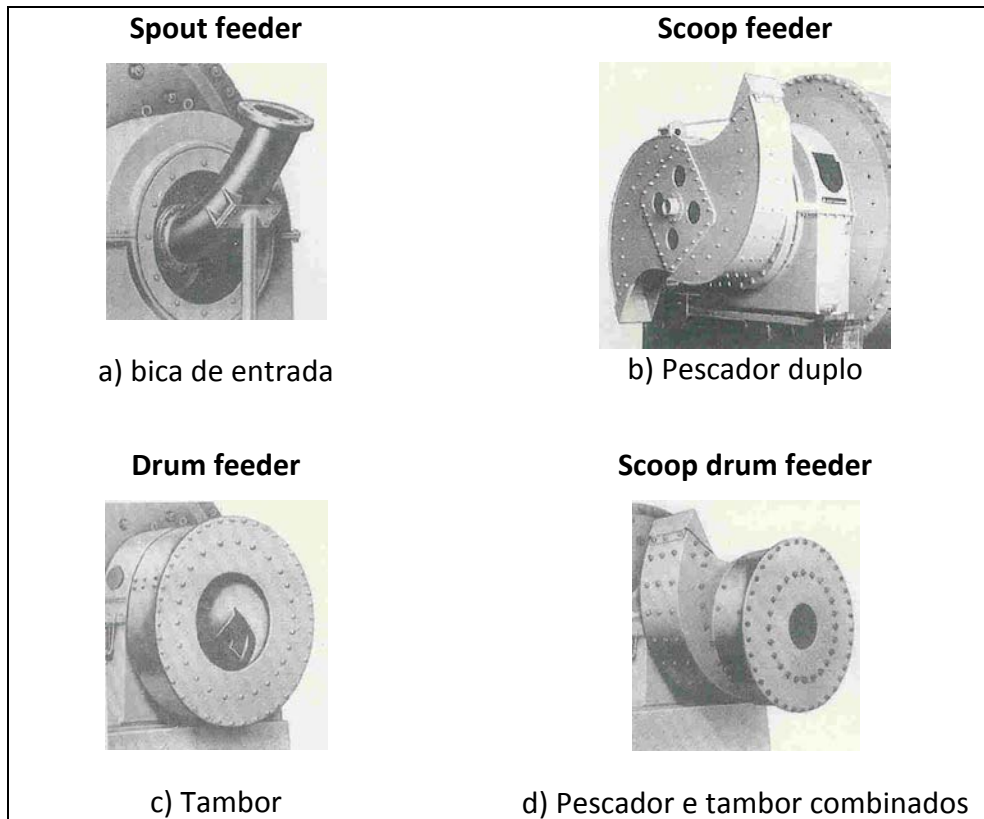 Spout feeder
Scoop feeder
a) bica de entrada
b) Pescador duplo
Drum feeder
Scoop drum feeder
c) Tambor
d) Pescador e tambor combinados